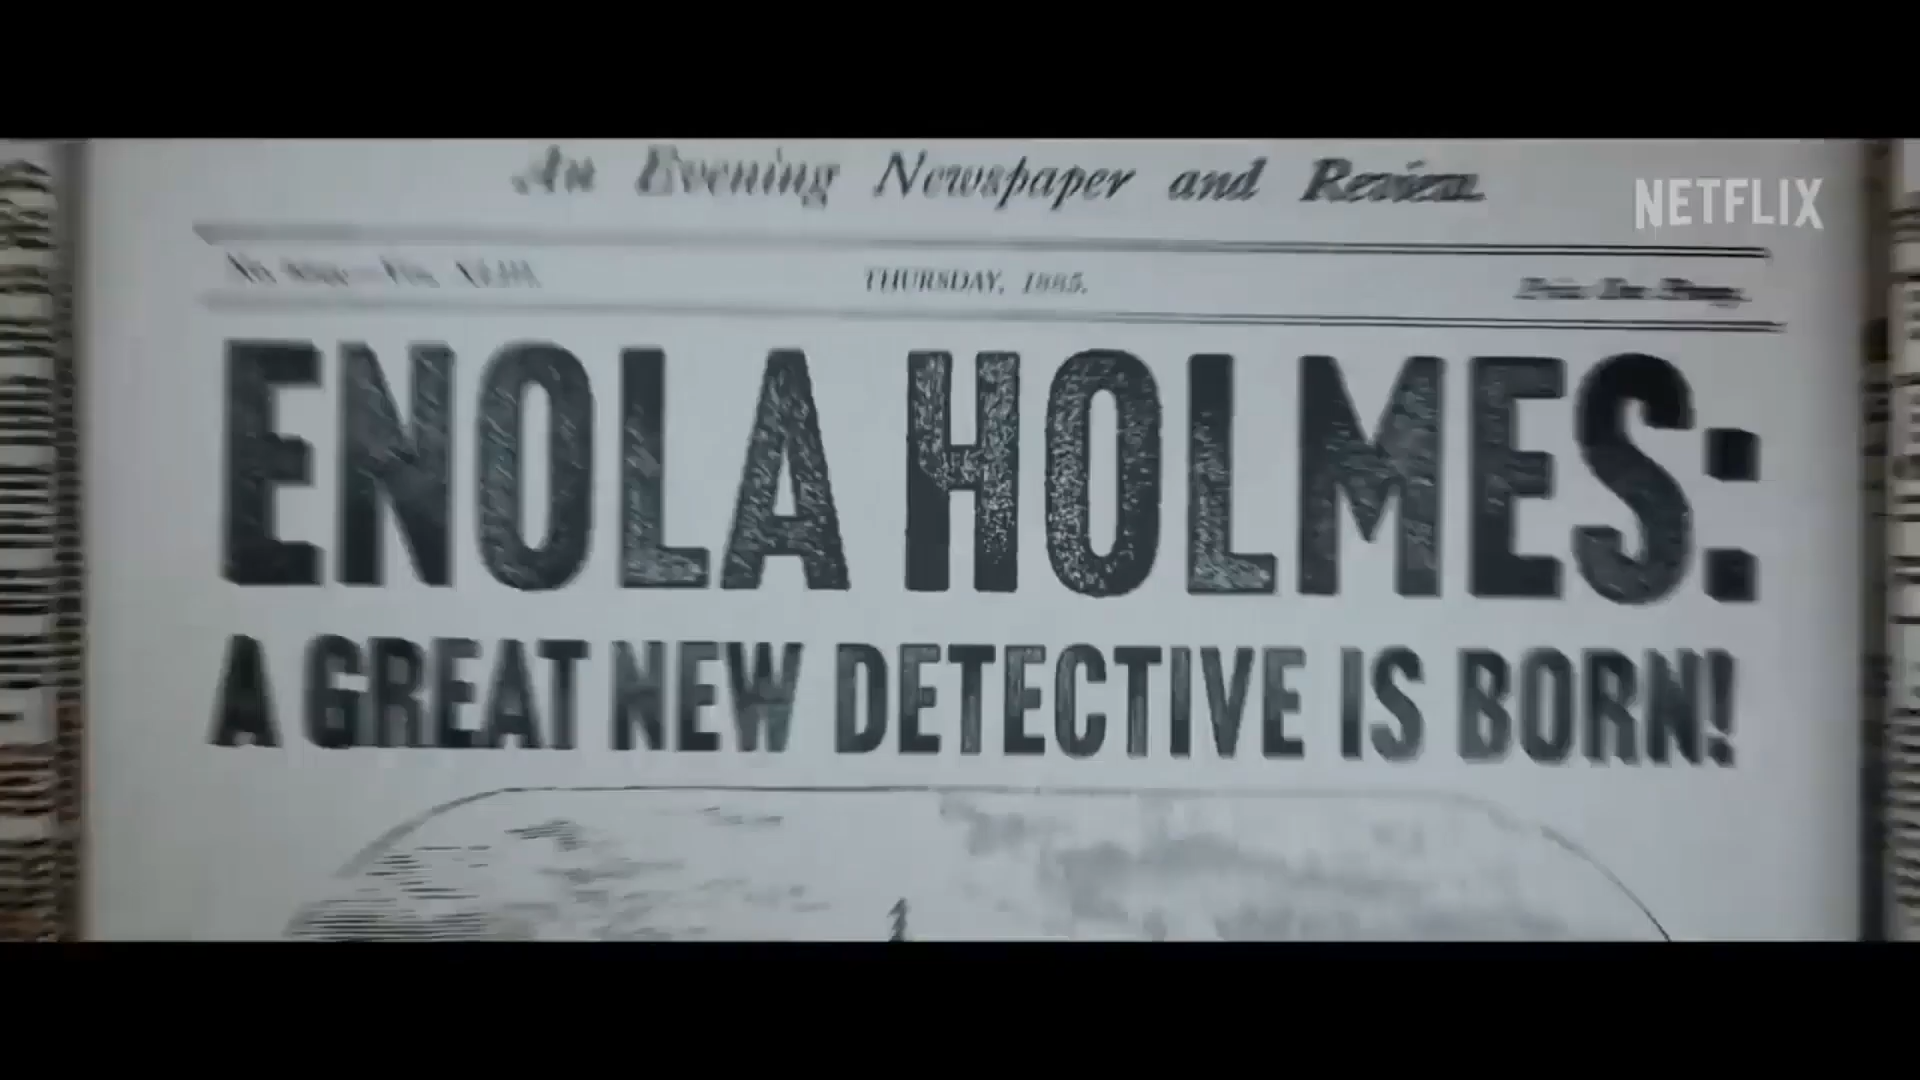 An Evening Newspaper and Review.
NETFLIX
THURSDAY, 1885.
ENOLA HOLMES:
A GREAT NEW DETECTIVE IS BORN!